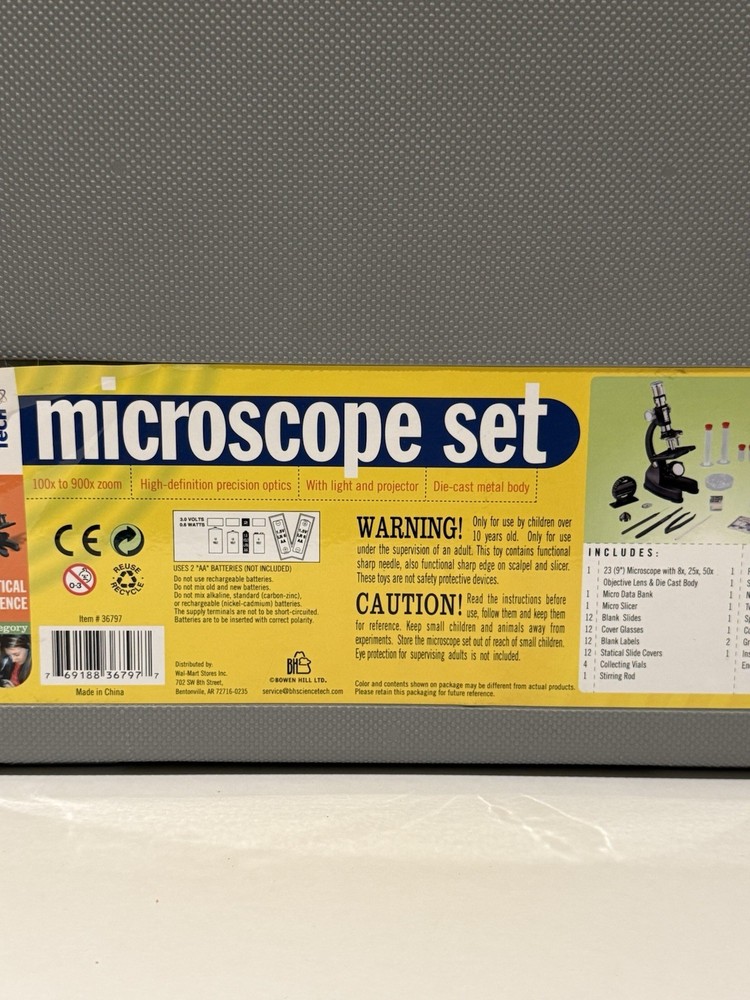 TECH
microscope set
100x to 900x zoom
High-definition precision optics
With light and projector
Die-cast metal body
CE
0-3
REUSE
RECYCLE
3.0 VOLTS
0.6 WATTS
USES 2 "AA" BATTERIES (NOT INCLUDED)
Do not use rechargeable batteries.
Do not mix old and new batteries.
Do not mix alkaline, standard (carbon-zinc),
or rechargeable (nickel-cadmium) batteries.
The supply terminals are not to be short-circuited.
Batteries are to be inserted with correct polarity.
WARNING! Only for use by children over
10 years old. Only for use
under the supervision of an adult. This toy contains functional
sharp needle, also functional sharp edge on scalpel and slicer.
These toys are not safety protective devices.
CAUTION! Read the instructions before
use, follow them and keep them
for reference. Keep small children and animals away from
experiments. Store the microscope set out of reach of small children.
Eye protection for supervising adults is not included.
Color and contents shown on package may be different from actual products.
Please retain this packaging for future reference.
TICAL
ENCE
egory
Item # 36797
7 69188 36797 7
Made in China
Distributed by:
Wal-Mart Stores Inc.
702 SW 8th Street,
Bentonville, AR 72716-0235
BH
©BOWEN HILL LTD.
service@bhsciencetech.com
INCLUDES:
1 23 (9") Microscope with 8x, 25x, 50x
Objective Lens & Die Cast Body
1 Micro Data Bank
1 Micro Slicer
12 Blank Slides
12 Cover Glasses
12 Blank Labels
12 Statical Slide Covers
4 Collecting Vials
1 Stirring Rod